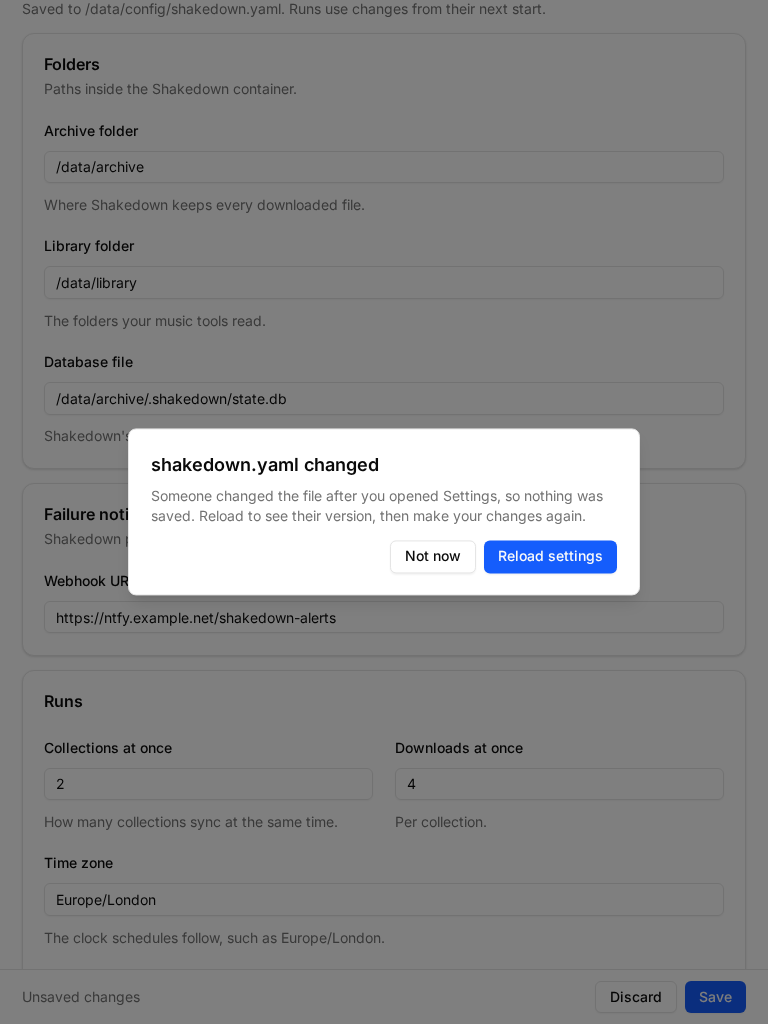 Saved to /data/config/shakedown.yaml. Runs use changes from their next start.
Folders
Paths inside the Shakedown container.
Archive folder
/data/archive
Where Shakedown keeps every downloaded file.
Library folder
/data/library
The folders your music tools read.
Database file
/data/archive/.shakedown/state.db
Shakedown's
shakedown.yaml changed
Someone changed the file after you opened Settings, so nothing was
saved. Reload to see their version, then make your changes again.
Not now
Reload settings
Failure
Shakedown
Webhook
https://ntfy.example.net/shakedown-alerts
Runs
Collections at once
Downloads at once
2
4
How many collections sync at the same time.
Per collection.
Time zone
Europe/London
The clock schedules follow, such as Europe/London.
Unsaved changes
Discard
Save